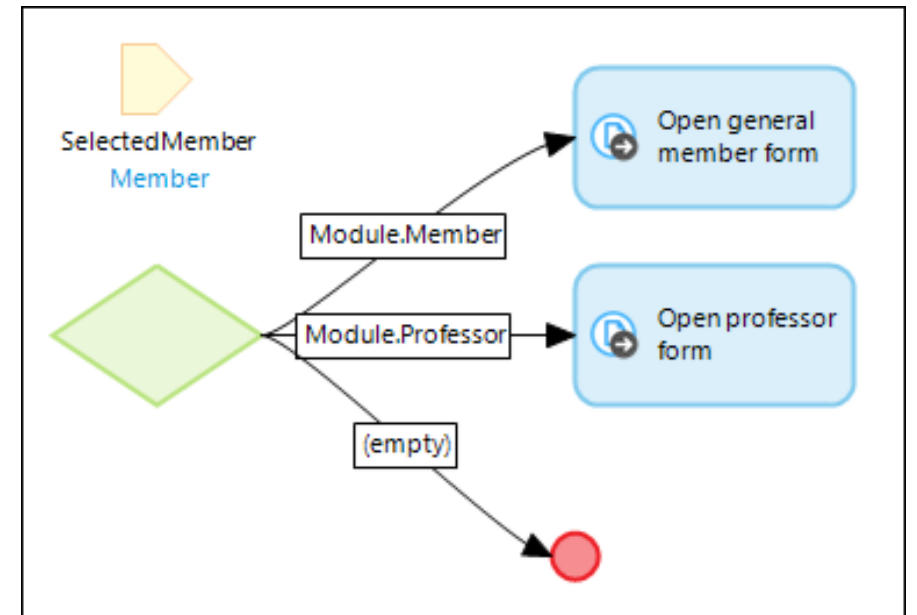 SelectedMember
Member
Open general
member form
Module.Member
Module.Professor
Open professor
form
(empty)